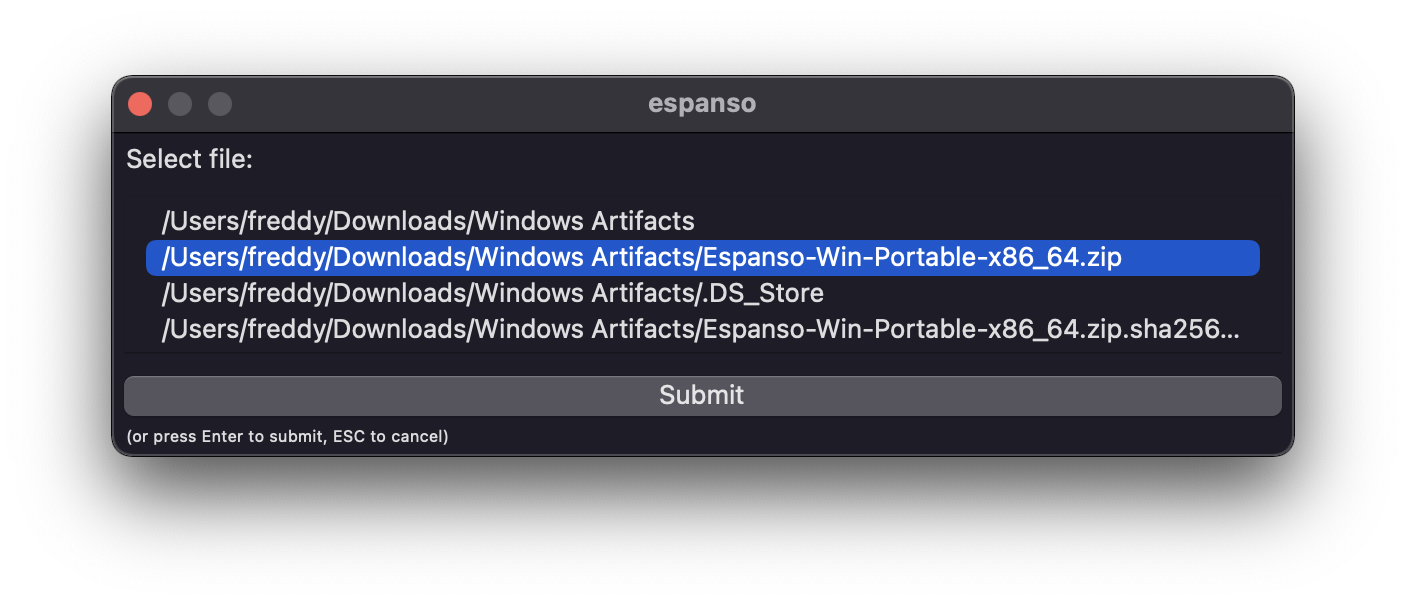 espanso
Select file:
/Users/freddy/Downloads/Windows Artifacts
/Users/freddy/Downloads/Windows Artifacts/Espanso-Win-Portable-x86_64.zip
/Users/freddy/Downloads/Windows Artifacts/.DS_Store
/Users/freddy/Downloads/Windows Artifacts/Espanso-Win-Portable-x86_64.zip.sha256...
Submit
(or press Enter to submit, ESC to cancel)